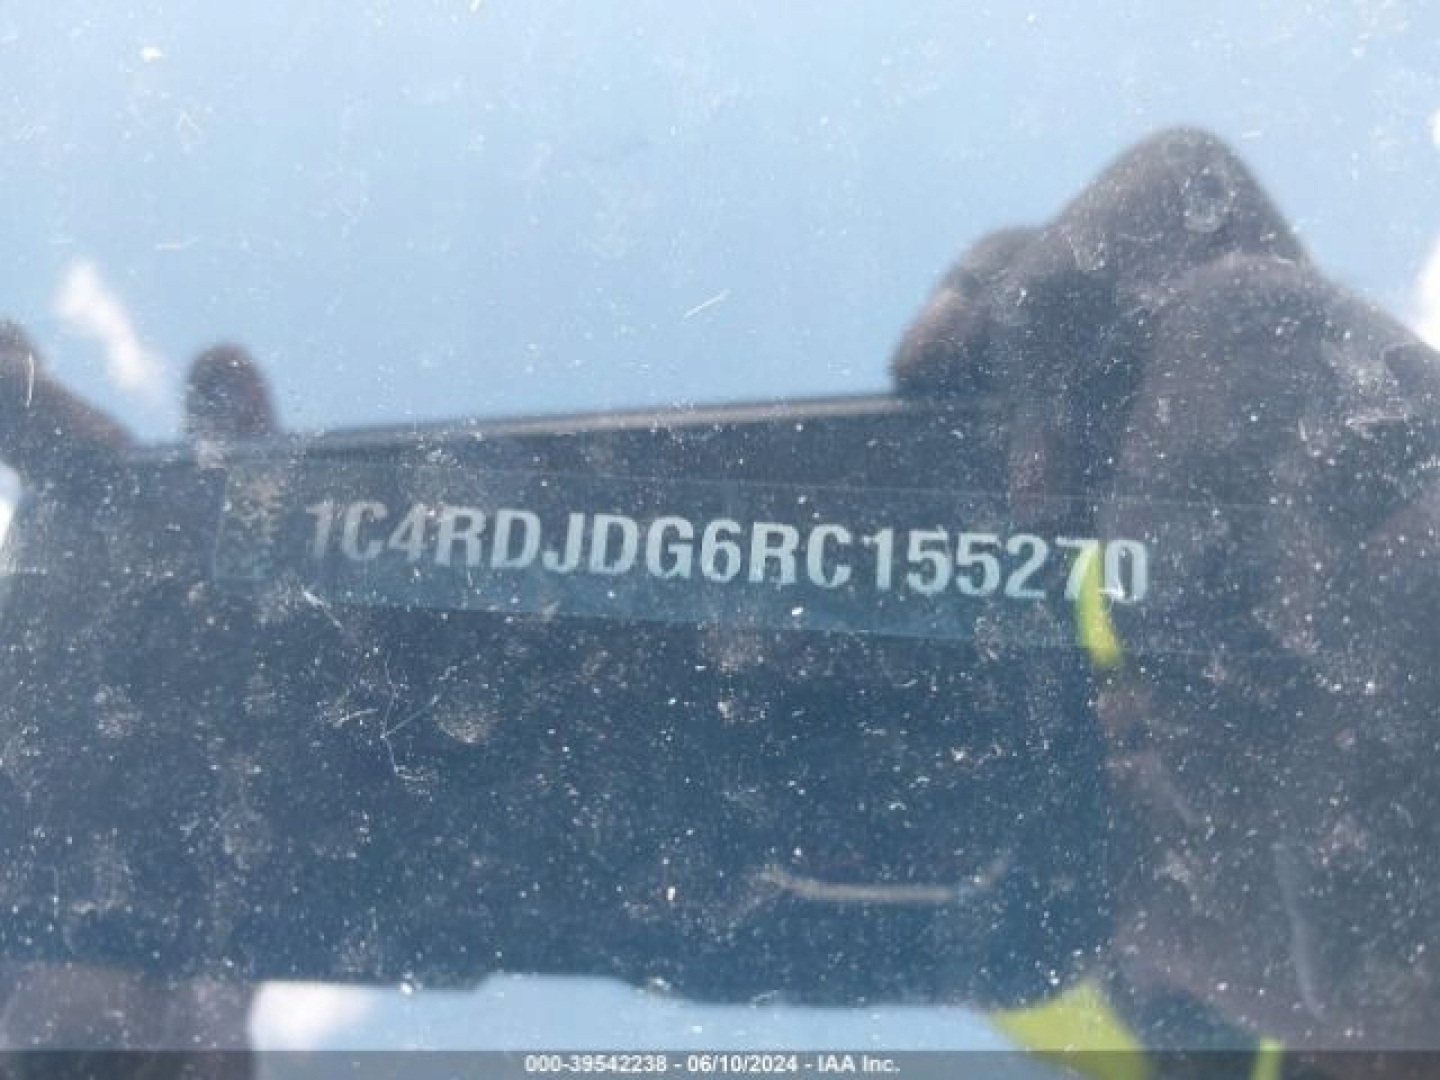 1C4RDJDG6RC155270
000-39542238 - 06/10/2024 - IAA Inc.